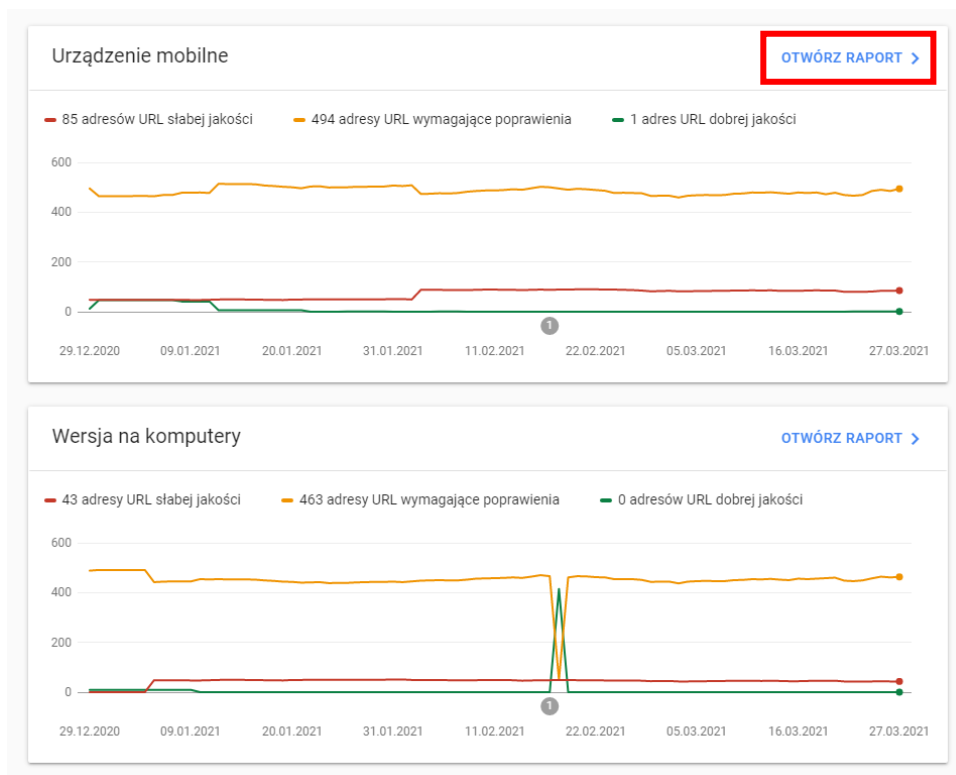 Urządzenie mobilne
OTWÓRZ RAPORT
85 adresów URL słabej jakości 494 adresy URL wymagające poprawienia 1 adres URL dobrej jakości
600
400
200
0
1
29.12.2020 09.01.2021 20.01.2021 31.01.2021 11.02.2021 22.02.2021 05.03.2021 16.03.2021 27.03.2021
Wersja na komputery
OTWÓRZ RAPORT
43 adresy URL słabej jakości 463 adresy URL wymagające poprawienia 0 adresów URL dobrej jakości
600
400
200
0
1
29.12.2020 09.01.2021 20.01.2021 31.01.2021 11.02.2021 22.02.2021 05.03.2021 16.03.2021 27.03.2021